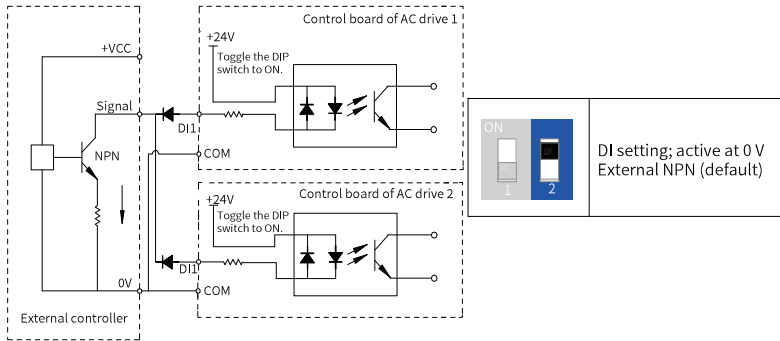 Control board of AC drive 1
+24V
Toggle the DIP
switch to ON.
+VCC
Signal
DI1
NPN
COM
Control board of AC drive 2
+24V
Toggle the DIP
switch to ON.
DI1
0V
COM
External controller
ON
1
2
DI setting; active at 0 V
External NPN (default)